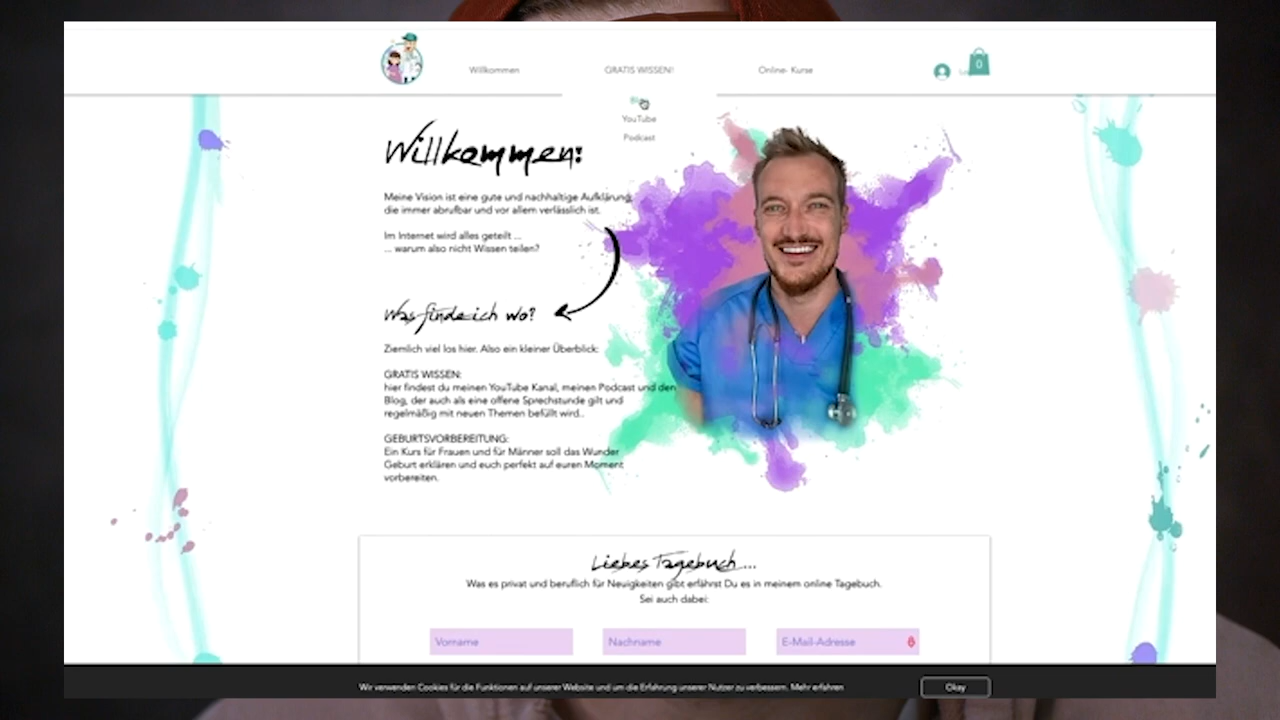 Willkommen
GRATIS WISSEN!
Online- Kurse
0
YouTube
Podcast
Willkommen:
Meine Vision ist eine gute und nachhaltige Aufklärung,
die immer abrufbar und vor allem verlässlich ist.
Im Internet wird alles geteilt ...
... warum also nicht Wissen teilen?
Was finde ich wo?
Ziemlich viel los hier. Also ein kleiner Überblick:
GRATIS WISSEN:
hier findest du meinen YouTube Kanal, meinen Podcast und den
Blog, der auch als eine offene Sprechstunde gilt und
regelmäßig mit neuen Themen befüllt wird..
GEBURTSVORBEREITUNG:
Ein Kurs für Frauen und für Männer soll das Wunder
Geburt erklären und euch perfekt auf euren Moment
vorbereiten.
Liebes Tagebuch ...
Was es privat und beruflich für Neuigkeiten gibt erfährst Du es in meinem online Tagebuch.
Sei auch dabei:
Vorname
Nachname
E-Mail-Adresse
Wir verwenden Cookies für die Funktionen auf unserer Website und um die Erfahrung unserer Nutzer zu verbessern. Mehr erfahren
Okay